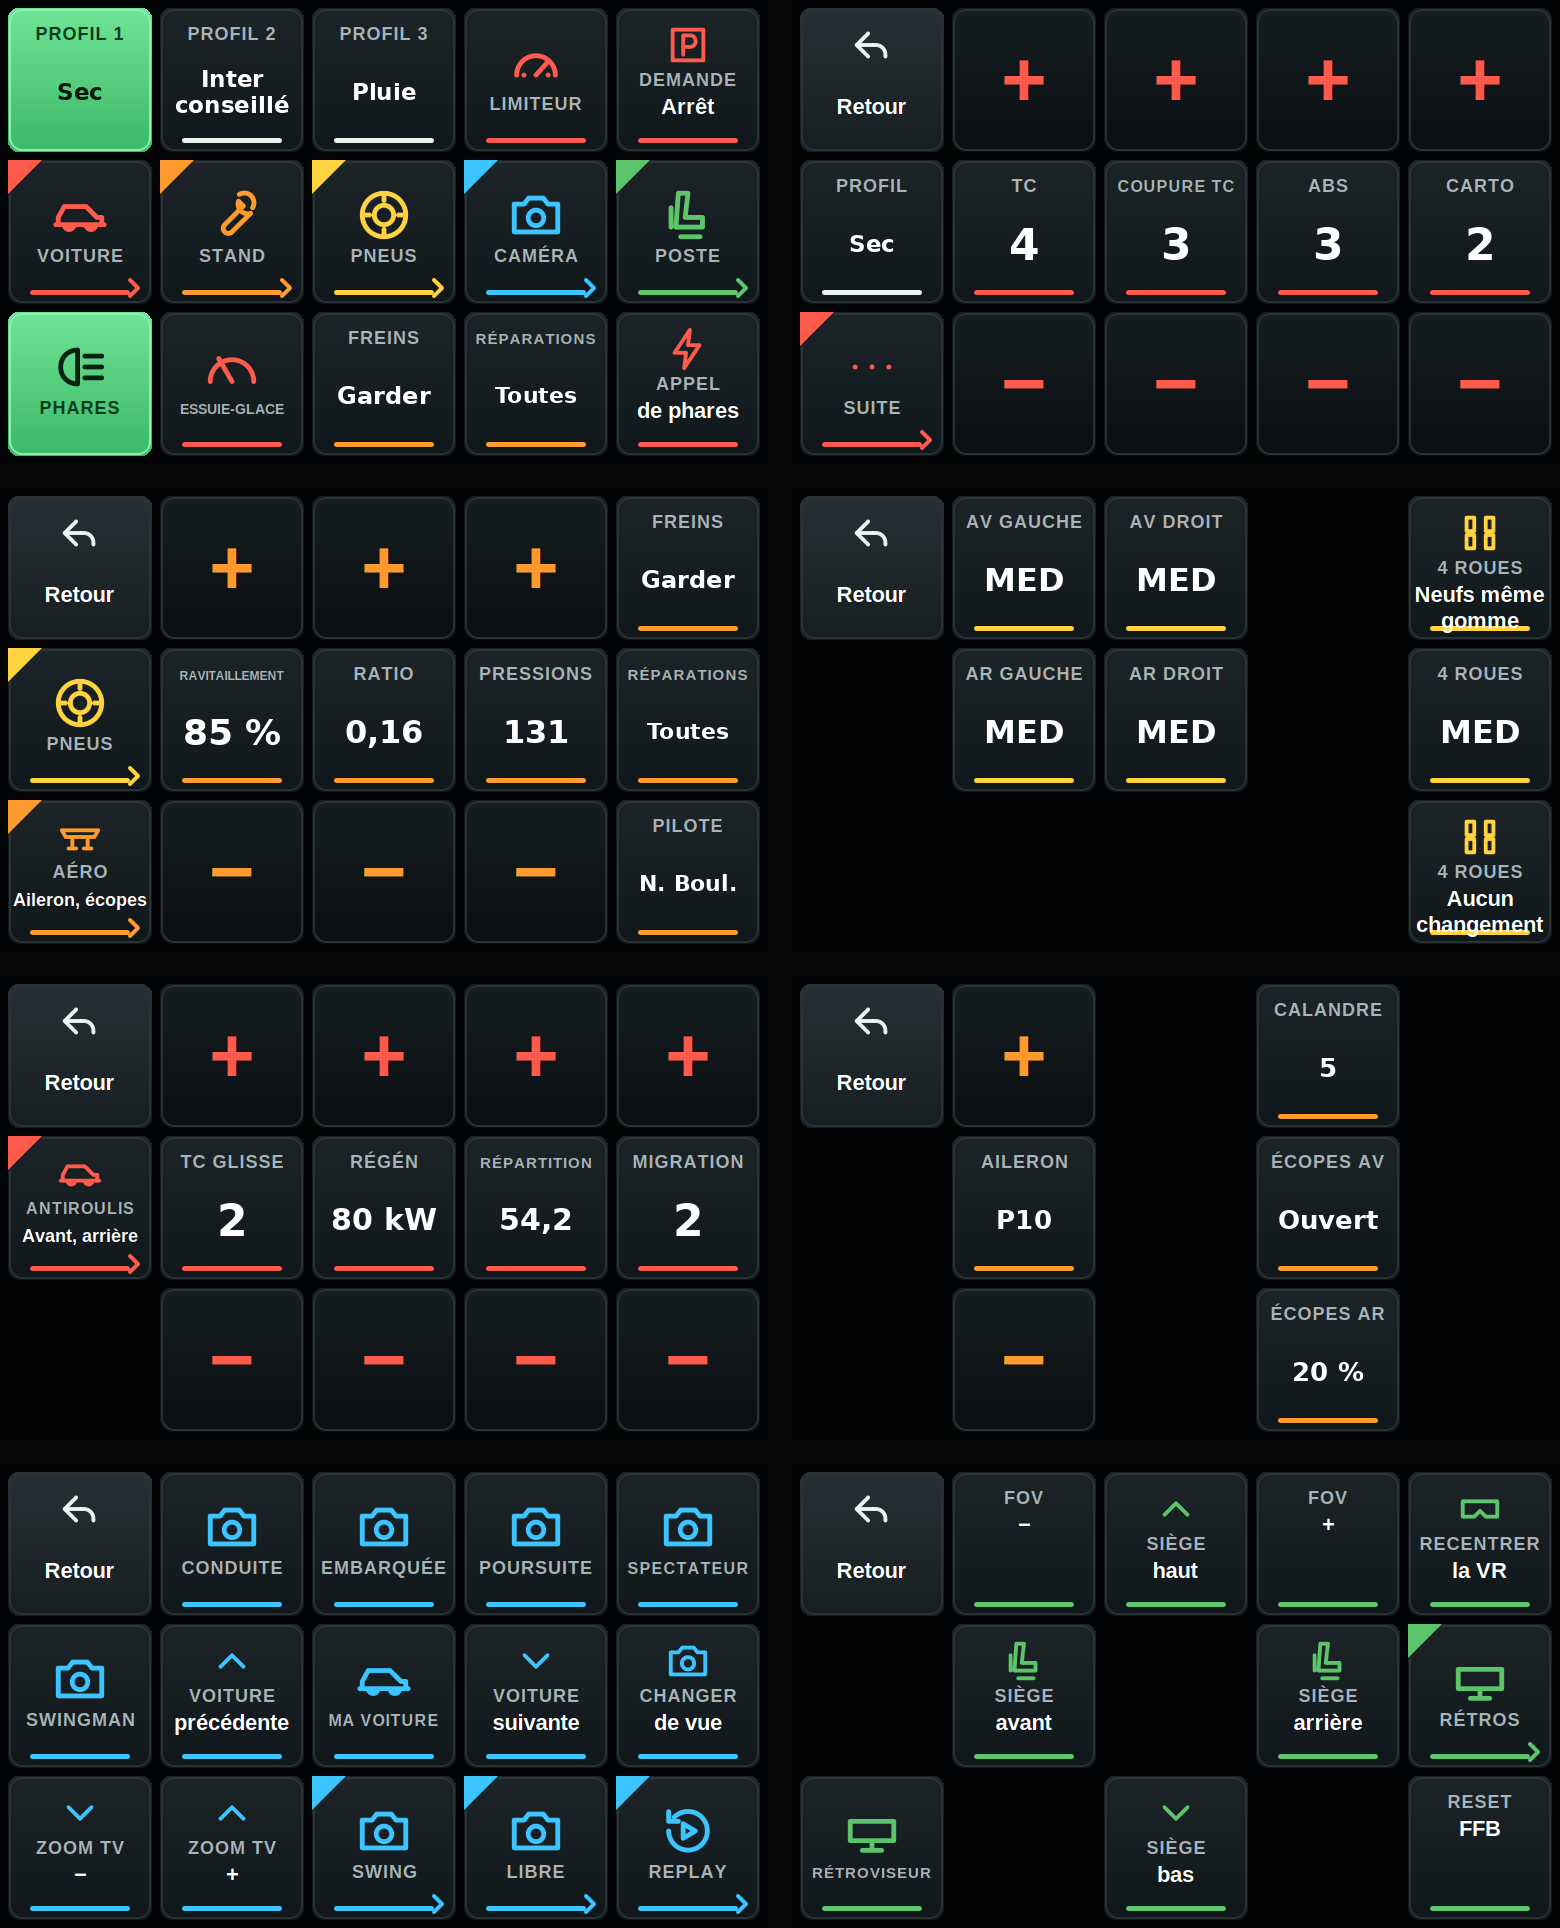 PROFIL 1
Sec
PROFIL 2
Inter
conseillé
PROFIL 3
Pluie
LIMITEUR
P
DEMANDE
Arrêt
VOITURE
STAND
PNEUS
CAMÉRA
POSTE
PHARES
ESSUIE-GLACE
FREINS
Garder
RÉPARATIONS
Toutes
APPEL
de phares
Retour
+
+
+
+
PROFIL
Sec
TC
4
COUPURE TC
3
ABS
3
CARTO
2
...
SUITE
−
−
−
−
Retour
+
+
+
FREINS
Garder
PNEUS
RAVITAILLEMENT
85 %
RATIO
0,16
PRESSIONS
131
RÉPARATIONS
Toutes
AÉRO
Aileron, écopes
−
−
−
PILOTE
N. Boul.
Retour
AV GAUCHE
MED
AV DROIT
MED
4 ROUES
Neufs même
gomme
AR GAUCHE
MED
AR DROIT
MED
4 ROUES
MED
4 ROUES
Aucun
changement
Retour
+
+
+
+
ANTIROULIS
Avant, arrière
TC GLISSE
2
RÉGÉN
80 kW
RÉPARTITION
54,2
MIGRATION
2
−
−
−
−
Retour
+
CALANDRE
5
AILERON
P10
ÉCOPES AV
Ouvert
−
ÉCOPES AR
20 %
Retour
CONDUITE
EMBARQUÉE
POURSUITE
SPECTATEUR
SWINGMAN
VOITURE
précédente
MA VOITURE
VOITURE
suivante
CHANGER
de vue
ZOOM TV
−
ZOOM TV
+
SWING
LIBRE
REPLAY
Retour
FOV
−
SIÈGE
haut
FOV
+
RECENTRER
la VR
SIÈGE
avant
SIÈGE
arrière
RÉTROS
RÉTROVISEUR
SIÈGE
bas
RESET
FFB